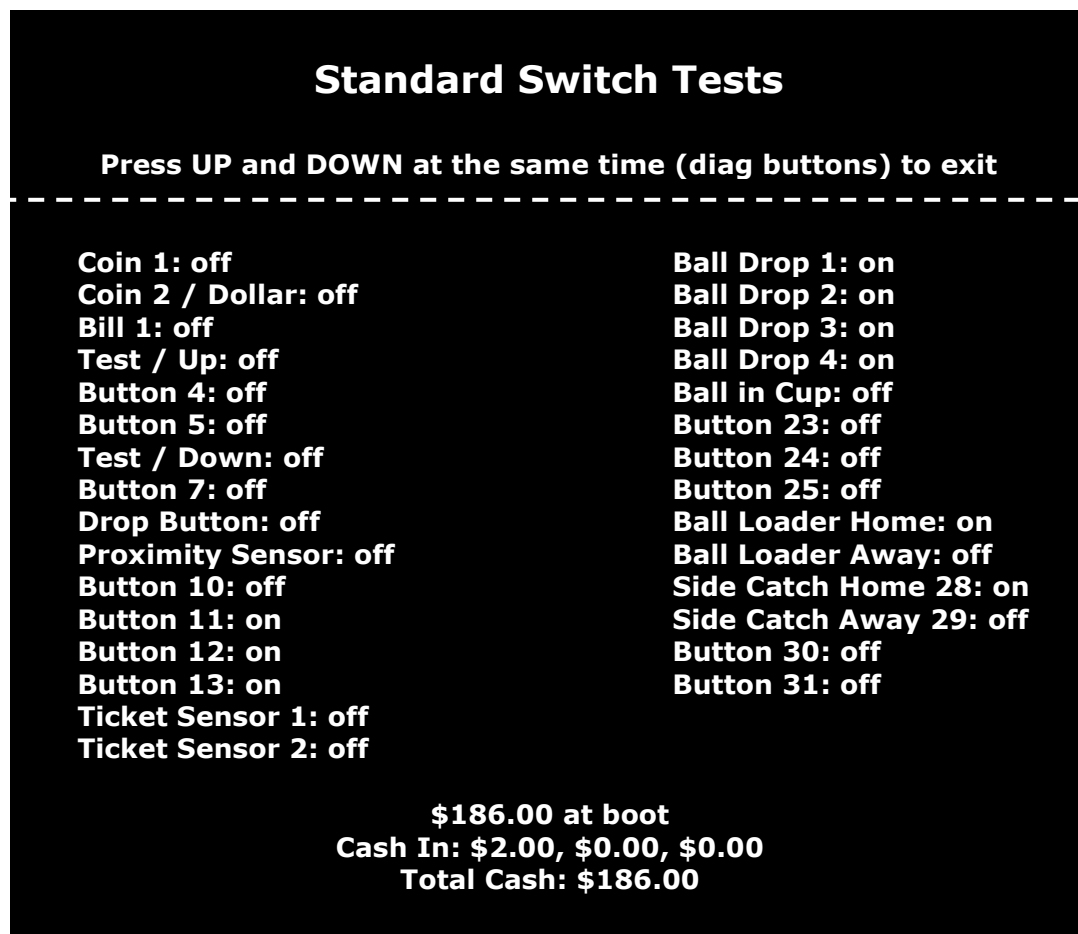 Standard Switch Tests
Press UP and DOWN at the same time (diag buttons) to exit
Coin 1: off
Coin 2 / Dollar: off
Bill 1: off
Test / Up: off
Button 4: off
Button 5: off
Test / Down: off
Button 7: off
Drop Button: off
Proximity Sensor: off
Button 10: off
Button 11: on
Button 12: on
Button 13: on
Ticket Sensor 1: off
Ticket Sensor 2: off
Ball Drop 1: on
Ball Drop 2: on
Ball Drop 3: on
Ball Drop 4: on
Ball in Cup: off
Button 23: off
Button 24: off
Button 25: off
Ball Loader Home: on
Ball Loader Away: off
Side Catch Home 28: on
Side Catch Away 29: off
Button 30: off
Button 31: off
$186.00 at boot
Cash In: $2.00, $0.00, $0.00
Total Cash: $186.00